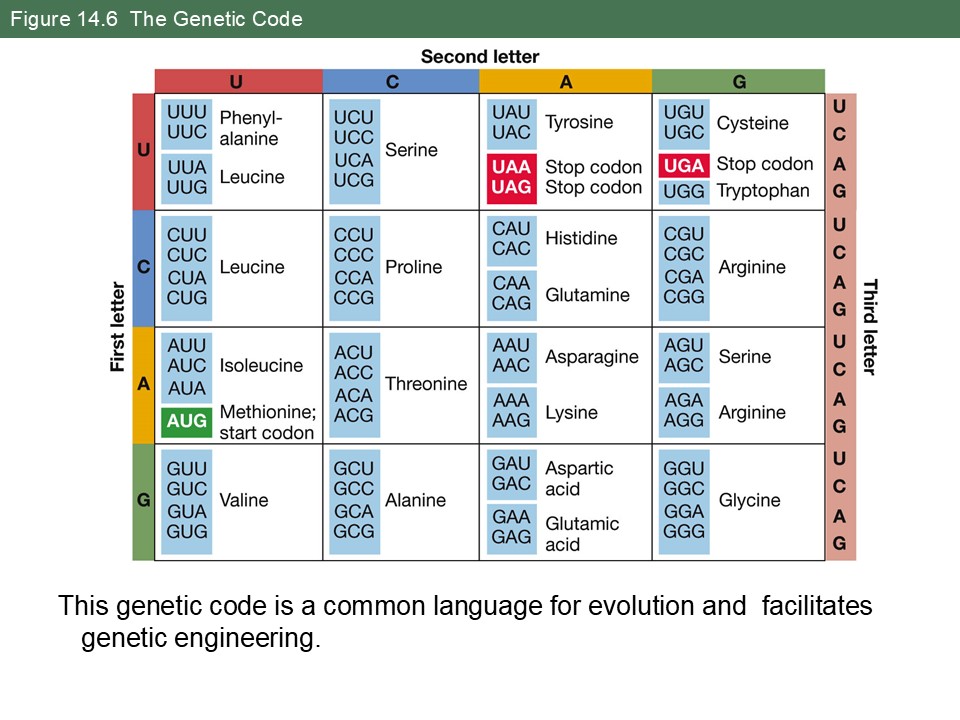 Figure 14.6 The Genetic Code
Second letter
U C A G
First letter
Third letter
U
UUU
UUC
Phenyl-
alanine
UUA
UUG
Leucine
UCU
UCC
UCA
UCG
Serine
UAU
UAC
Tyrosine
UAA
UAG
Stop codon
Stop codon
UGU
UGC
Cysteine
UGA
Stop codon
UGG
Tryptophan
U
C
A
G
C
CUU
CUC
CUA
CUG
Leucine
CCU
CCC
CCA
CCG
Proline
CAU
CAC
Histidine
CAA
CAG
Glutamine
CGU
CGC
CGA
CGG
Arginine
U
C
A
G
A
AUU
AUC
AUA
Isoleucine
AUG
Methionine;
start codon
ACU
ACC
ACA
ACG
Threonine
AAU
AAC
Asparagine
AAA
AAG
Lysine
AGU
AGC
Serine
AGA
AGG
Arginine
U
C
A
G
G
GUU
GUC
GUA
GUG
Valine
GCU
GCC
GCA
GCG
Alanine
GAU
GAC
Aspartic
acid
GAA
GAG
Glutamic
acid
GGU
GGC
GGA
GGG
Glycine
U
C
A
G
This genetic code is a common language for evolution and facilitates
genetic engineering.